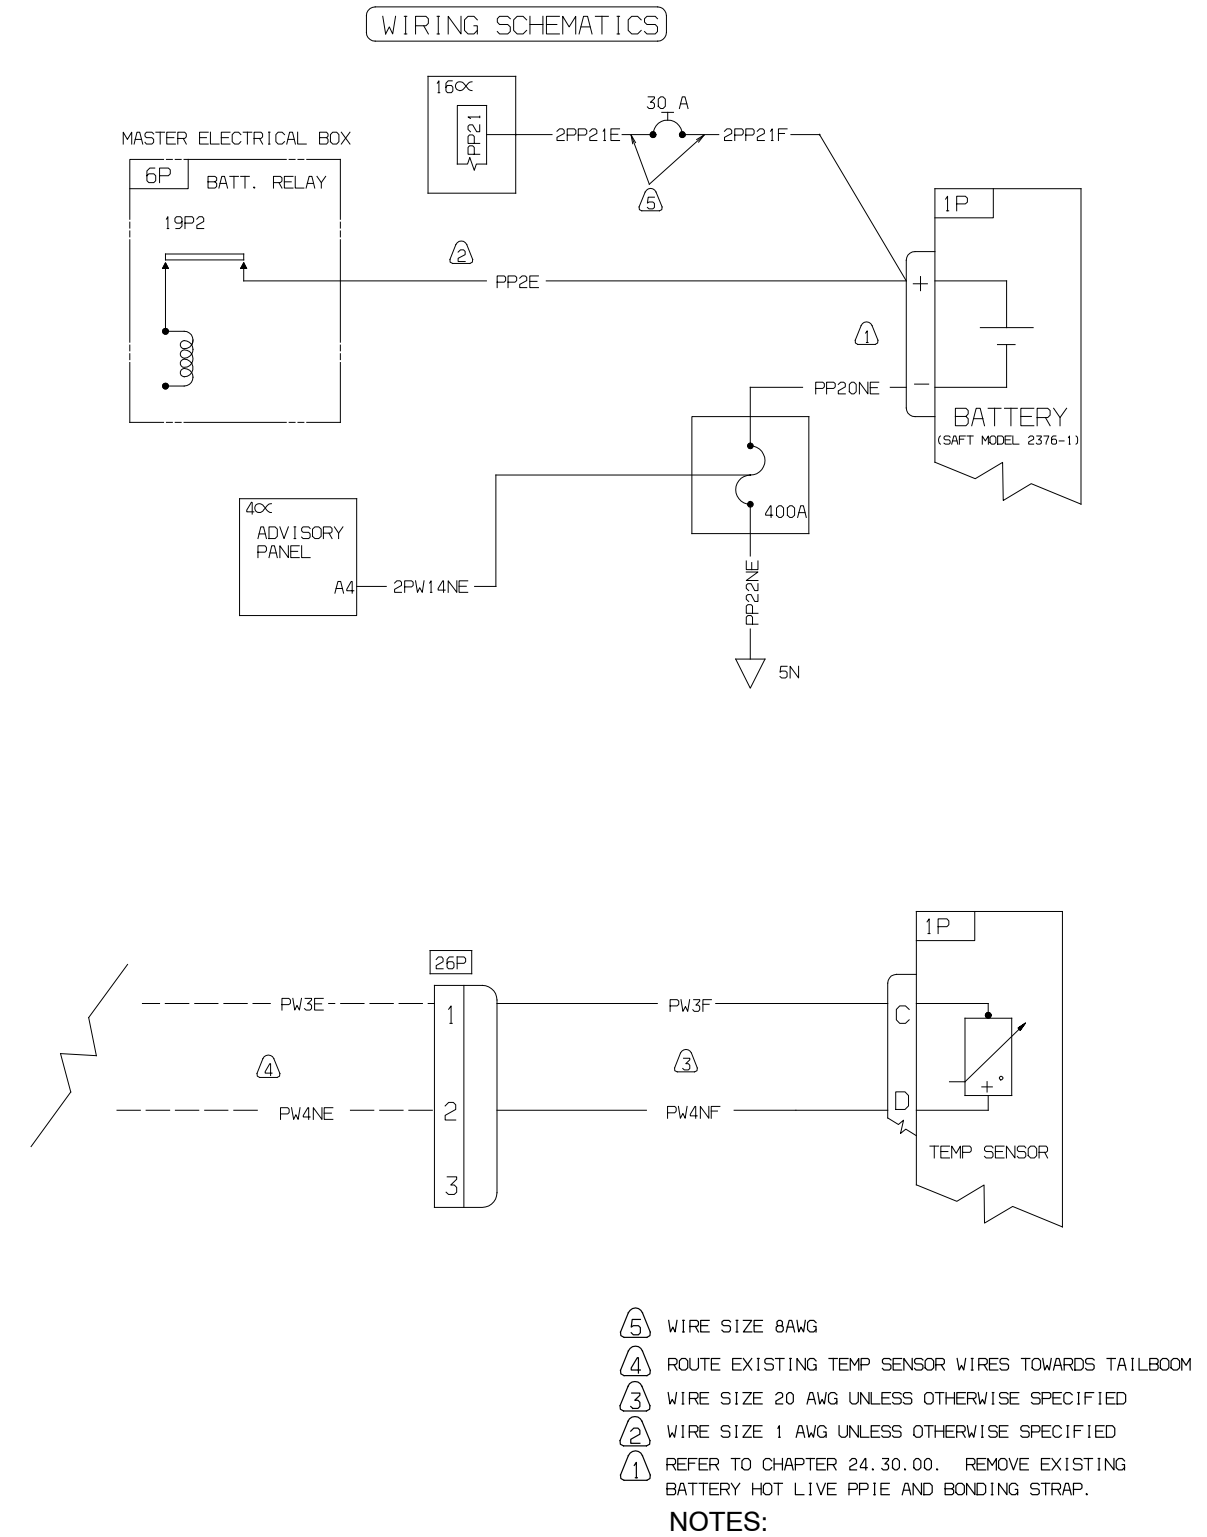 WIRING SCHEMATICS
16∝
PP21
2PP21E
30 A
2PP21F
5
MASTER ELECTRICAL BOX
6P
BATT. RELAY
19P2
2
PP2E
1P
+
1
PP20NE
−
BATTERY
(SAFT MODEL 2376-1)
400A
4∝
ADVISORY
PANEL
A4
2PW14NE
PP22NE
5N
1P
26P
PW3E
1
PW3F
C
4
3
PW4NE
2
PW4NF
D
+
TEMP SENSOR
3
5 WIRE SIZE 8AWG
4 ROUTE EXISTING TEMP SENSOR WIRES TOWARDS TAILBOOM
3 WIRE SIZE 20 AWG UNLESS OTHERWISE SPECIFIED
2 WIRE SIZE 1 AWG UNLESS OTHERWISE SPECIFIED
1 REFER TO CHAPTER 24.30.00. REMOVE EXISTING
BATTERY HOT LIVE PPIE AND BONDING STRAP.
NOTES: